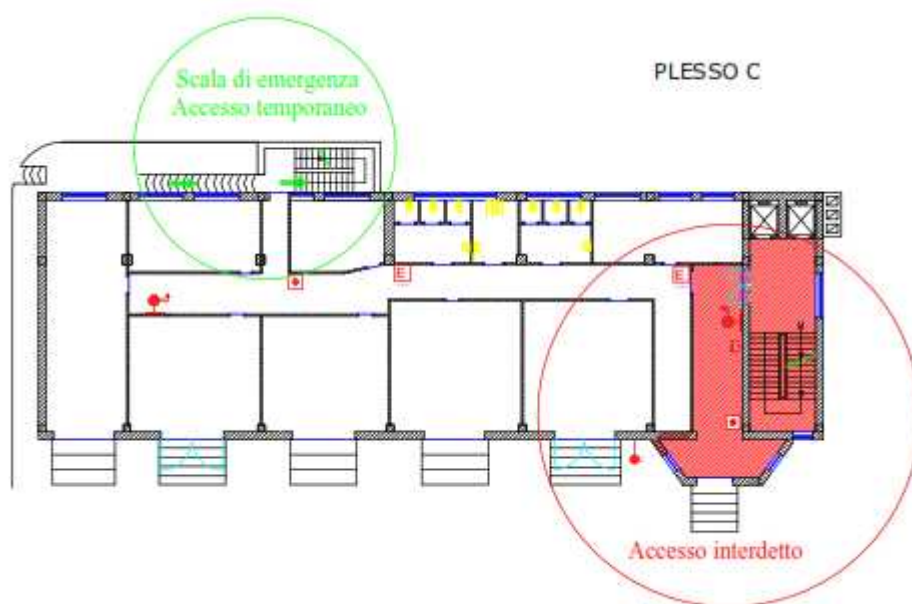 Scala di emergenza
Accesso temporaneo
PLESSO C
E
E
Accesso interdetto